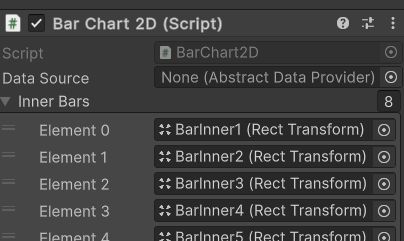 Bar Chart 2D (Script)
Script BarChart2D
Data Source None (Abstract Data Provider)
Inner Bars 8
Element 0 BarInner1 (Rect Transform)
Element 1 BarInner2 (Rect Transform)
Element 2 BarInner3 (Rect Transform)
Element 3 BarInner4 (Rect Transform)
Element 4 BarInner5 (Rect Transform)